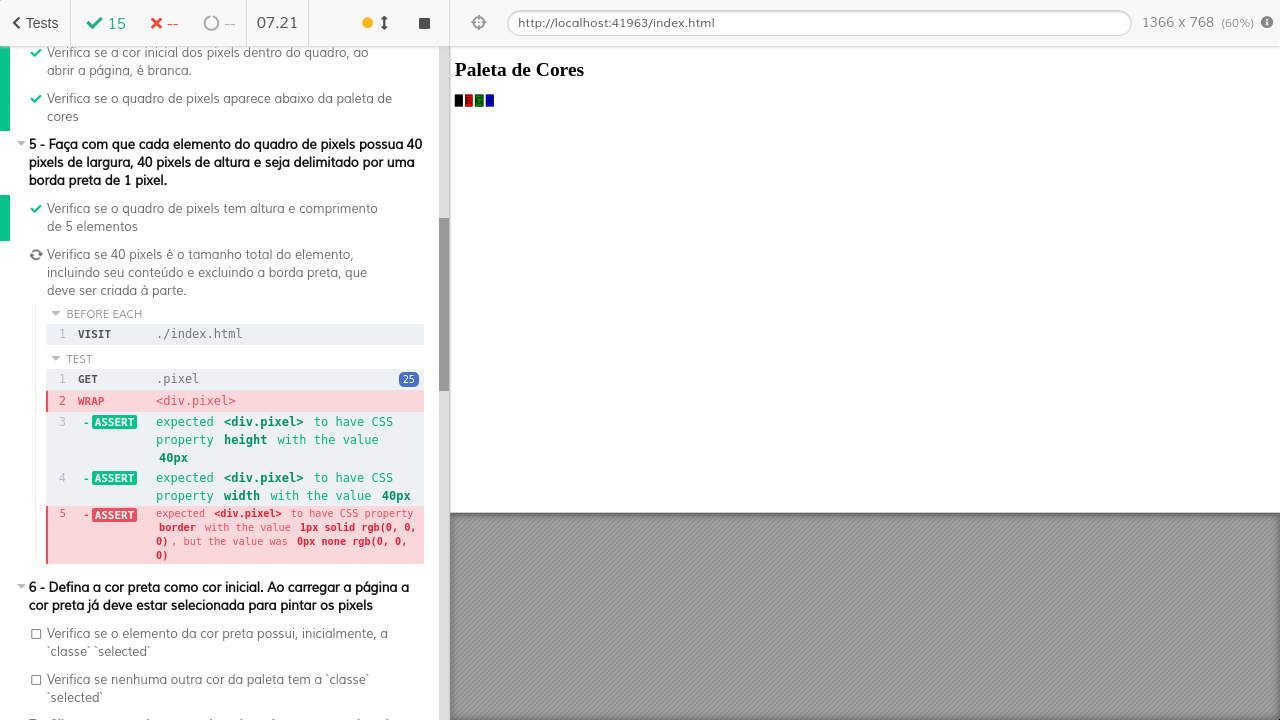 Tests
15
--
--
07.21
http://localhost:41963/index.html
1366 x 768 (60%)
Verifica se a cor inicial dos pixels dentro do quadro, ao
abrir a página, é branca.
Verifica se o quadro de pixels aparece abaixo da paleta de
cores
5 - Faça com que cada elemento do quadro de pixels possua 40
pixels de largura, 40 pixels de altura e seja delimitado por uma
borda preta de 1 pixel.
Verifica se o quadro de pixels tem altura e comprimento
de 5 elementos
Verifica se 40 pixels é o tamanho total do elemento,
incluindo seu conteúdo e excluindo a borda preta, que
deve ser criada à parte.
BEFORE EACH
1 VISIT ./index.html
TEST
1 GET .pixel 25
2 WRAP <div.pixel>
3 -ASSERT expected <div.pixel> to have CSS
property height with the value
40px
4 -ASSERT expected <div.pixel> to have CSS
property width with the value 40px
5 -ASSERT expected <div.pixel> to have CSS property
border with the value 1px solid rgb(0, 0,
0), but the value was 0px none rgb(0, 0,
0)
6 - Defina a cor preta como cor inicial. Ao carregar a página a
cor preta já deve estar selecionada para pintar os pixels
Verifica se o elemento da cor preta possui, inicialmente, a
`classe` `selected`
Verifica se nenhuma outra cor da paleta tem a `classe`
`selected`
Paleta de Cores